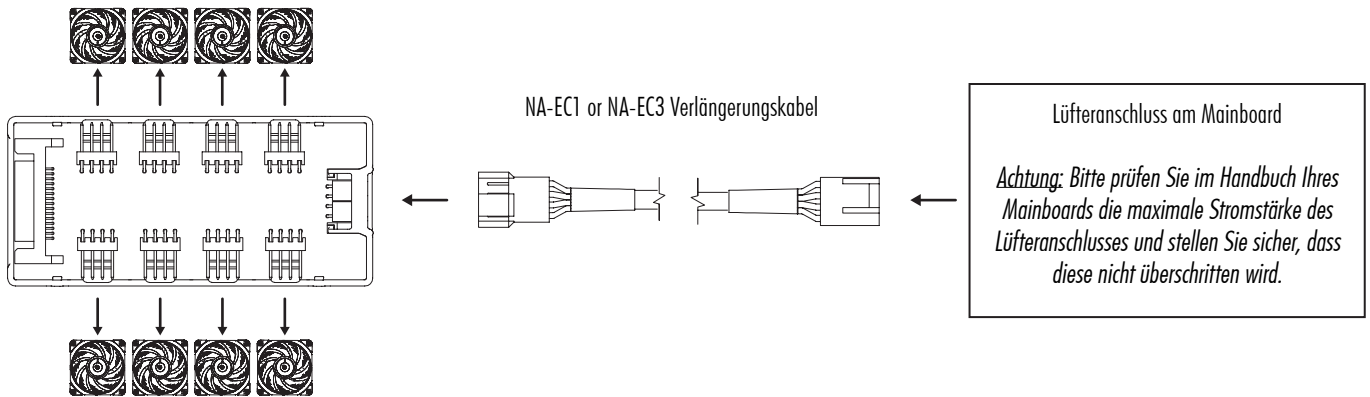 NA-EC1 or NA-EC3 Verlängerungskabel
Lüfteranschluss am Mainboard
Achtung: Bitte prüfen Sie im Handbuch Ihres
Mainboards die maximale Stromstärke des
Lüfteranschlusses und stellen Sie sicher, dass
diese nicht überschritten wird.